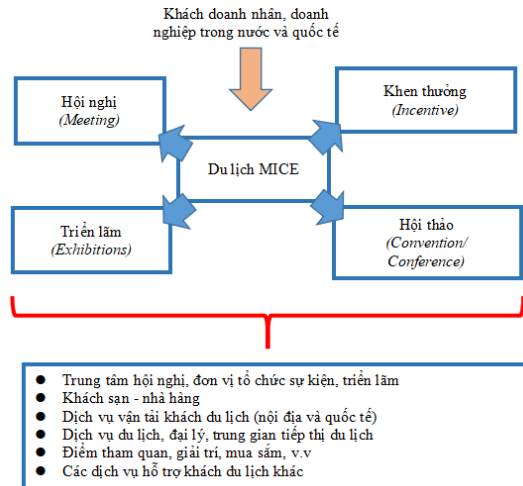 Khách doanh nhân, doanh
nghiệp trong nước và quốc tế
Hội nghị
(Meeting)
Khen thưởng
(Incentive)
Du lịch MICE
Triển lãm
(Exhibitions)
Hội thảo
(Convention/
Conference)
● Trung tâm hội nghị, đơn vị tổ chức sự kiện, triển lãm
● Khách sạn - nhà hàng
● Dịch vụ vận tải khách du lịch (nội địa và quốc tế)
● Dịch vụ du lịch, đại lý, trung gian tiếp thị du lịch
● Điểm tham quan, giải trí, mua sắm, v.v
● Các dịch vụ hỗ trợ khách du lịch khác